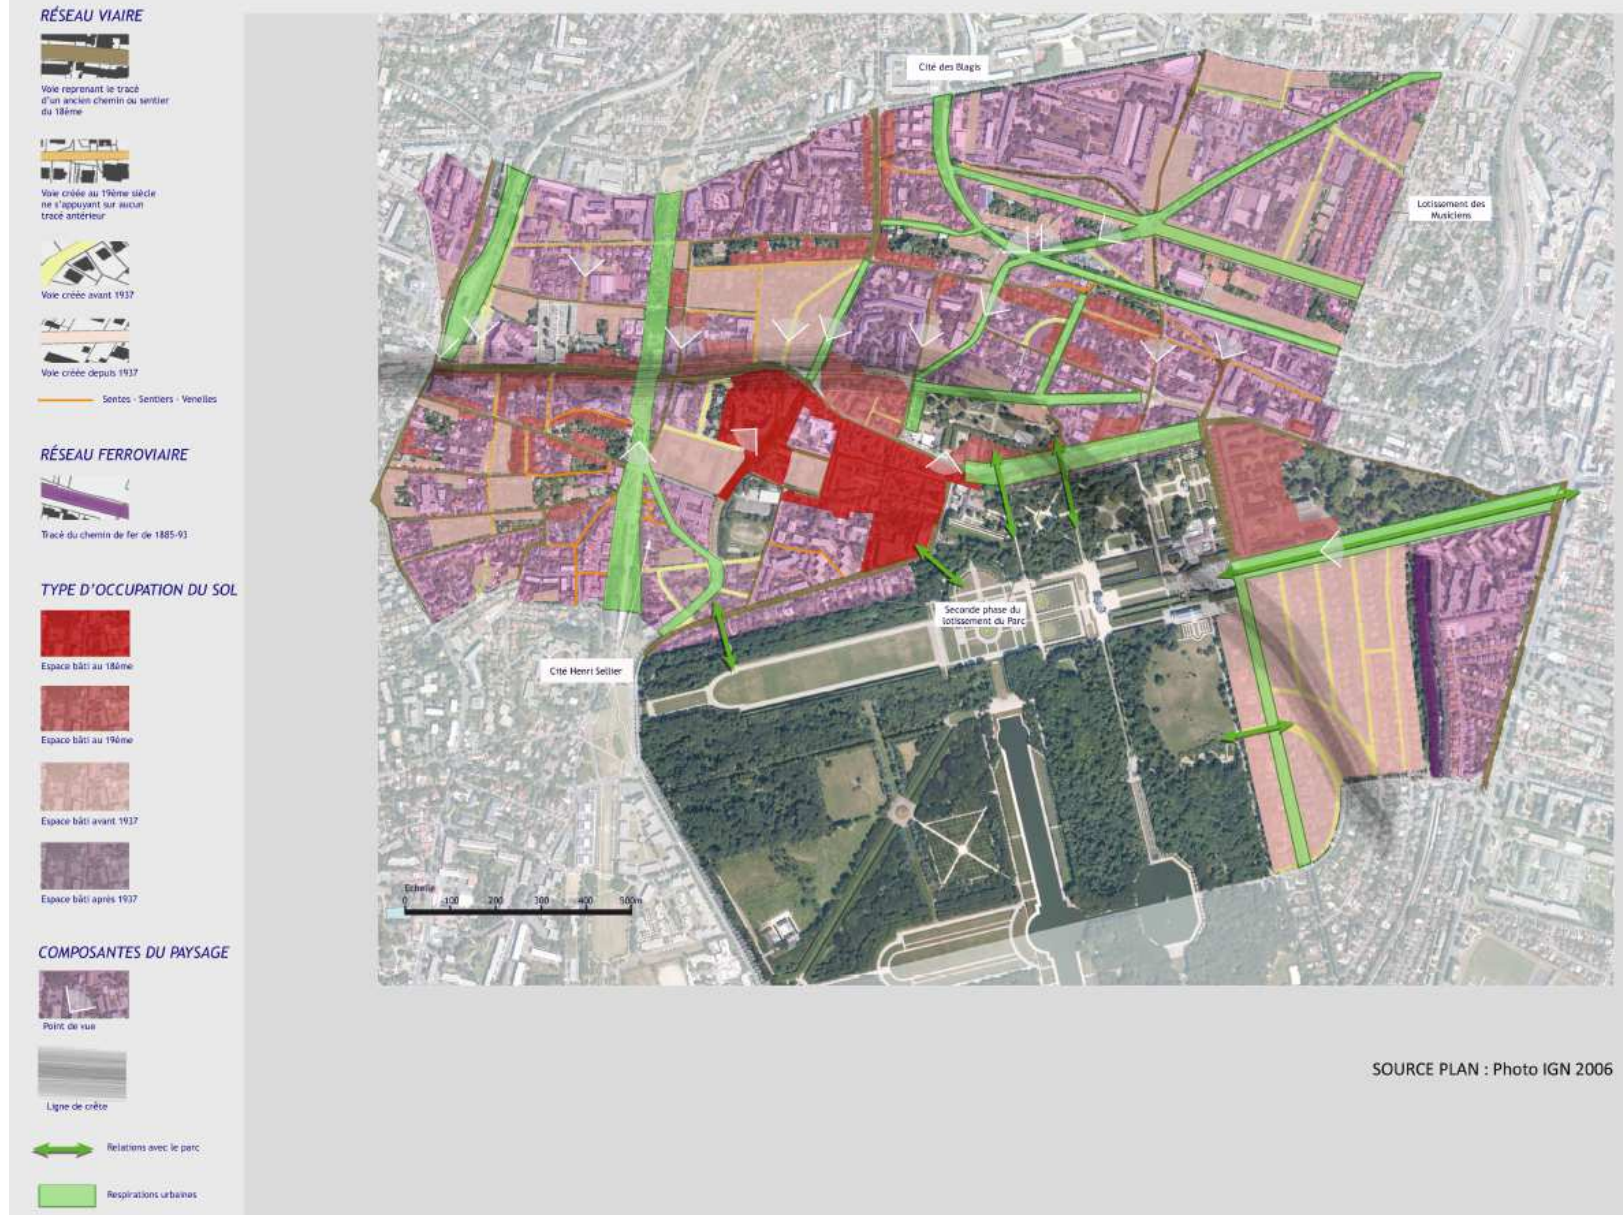 RÉSEAU VIAIRE
Voie reprenant le tracé
d'un ancien chemin ou sentier
du 18ème
Voie créée au 19ème siècle
ne s'appuyant sur aucun
tracé antérieur
Voie créée avant 1937
Voie créée depuis 1937
Sentes - Sentiers - Venelles
RÉSEAU FERROVIAIRE
Tracé du chemin de fer de 1885-93
TYPE D'OCCUPATION DU SOL
Espace bâti au 18ème
Espace bâti au 19ème
Espace bâti avant 1937
Espace bâti après 1937
COMPOSANTES DU PAYSAGE
Point de vue
Ligne de crête
Relations avec le parc
Respirations urbaines
Cité des Blagis
Lotissement des
Musiciens
Seconde phase du
lotissement du Parc
Cité Henri Sellier
Echelle
0 100 200 300 400 500m
SOURCE PLAN : Photo IGN 2006